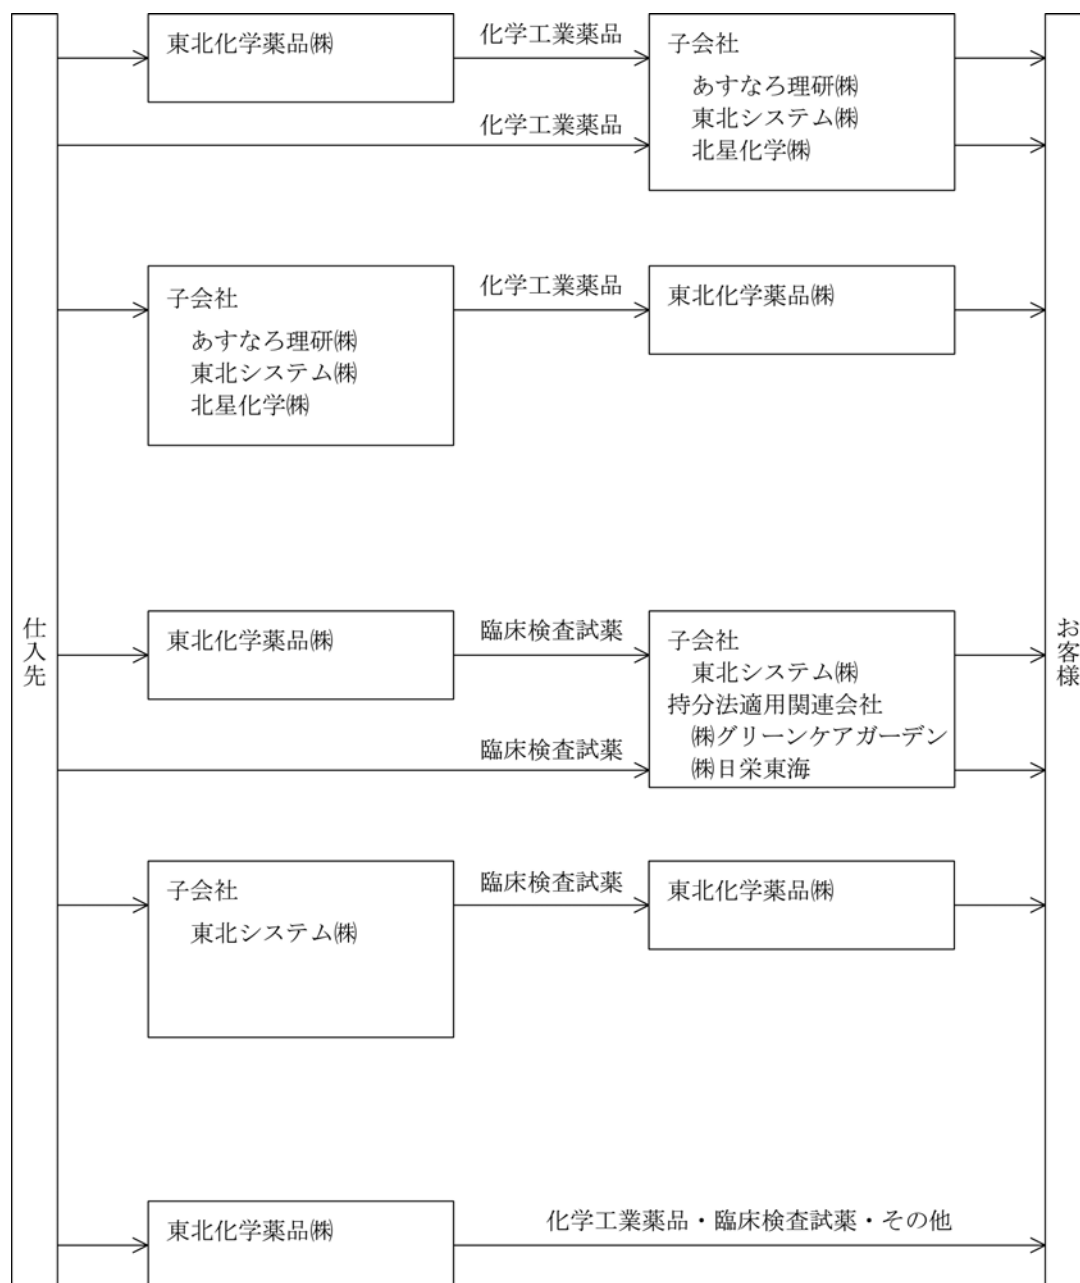 東北化学薬品㈱
化学工業薬品
化学工業薬品
子会社
あすなろ理研㈱
東北システム㈱
北星化学㈱
子会社
あすなろ理研㈱
東北システム㈱
北星化学㈱
化学工業薬品
東北化学薬品㈱
仕入先
東北化学薬品㈱
臨床検査試薬
臨床検査試薬
子会社
東北システム㈱
持分法適用関連会社
㈱グリーンケアガーデン
㈱日栄東海
お客様
子会社
東北システム㈱
臨床検査試薬
東北化学薬品㈱
東北化学薬品㈱
化学工業薬品・臨床検査試薬・その他